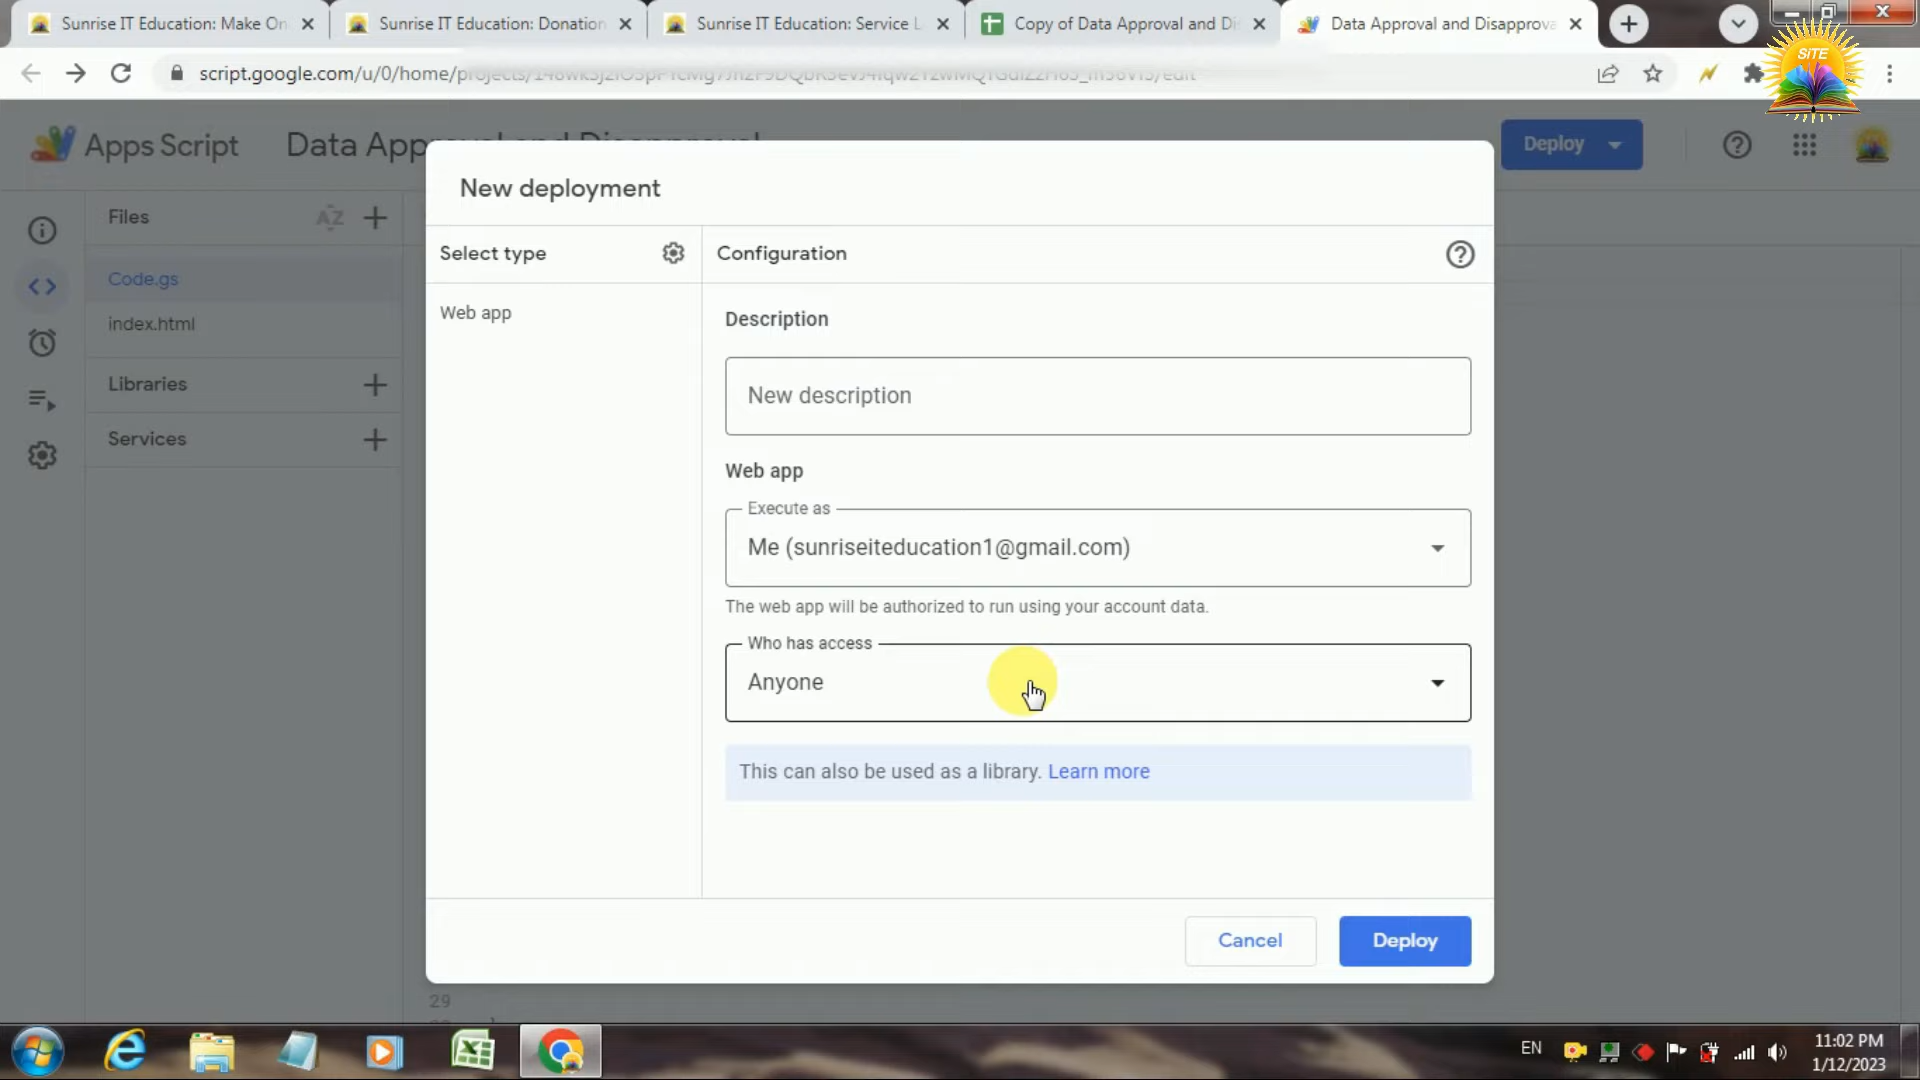 Sunrise IT Education: Make On
Sunrise IT Education: Donation
Sunrise IT Education: Service L
Copy of Data Approval and Di
Data Approval and Disapprova
script.google.com/u/0/home/projects/
SiTE
Apps Script
Data Approval and Disapproval
Deploy
Files
AZ
Code.gs
index.html
Libraries
Services
New deployment
Select type
Configuration
Web app
Description
New description
Web app
Execute as
Me (sunriseiteducation1@gmail.com)
The web app will be authorized to run using your account data.
Who has access
Anyone
This can also be used as a library. Learn more
Cancel
Deploy
29
EN
11:02 PM
1/12/2023